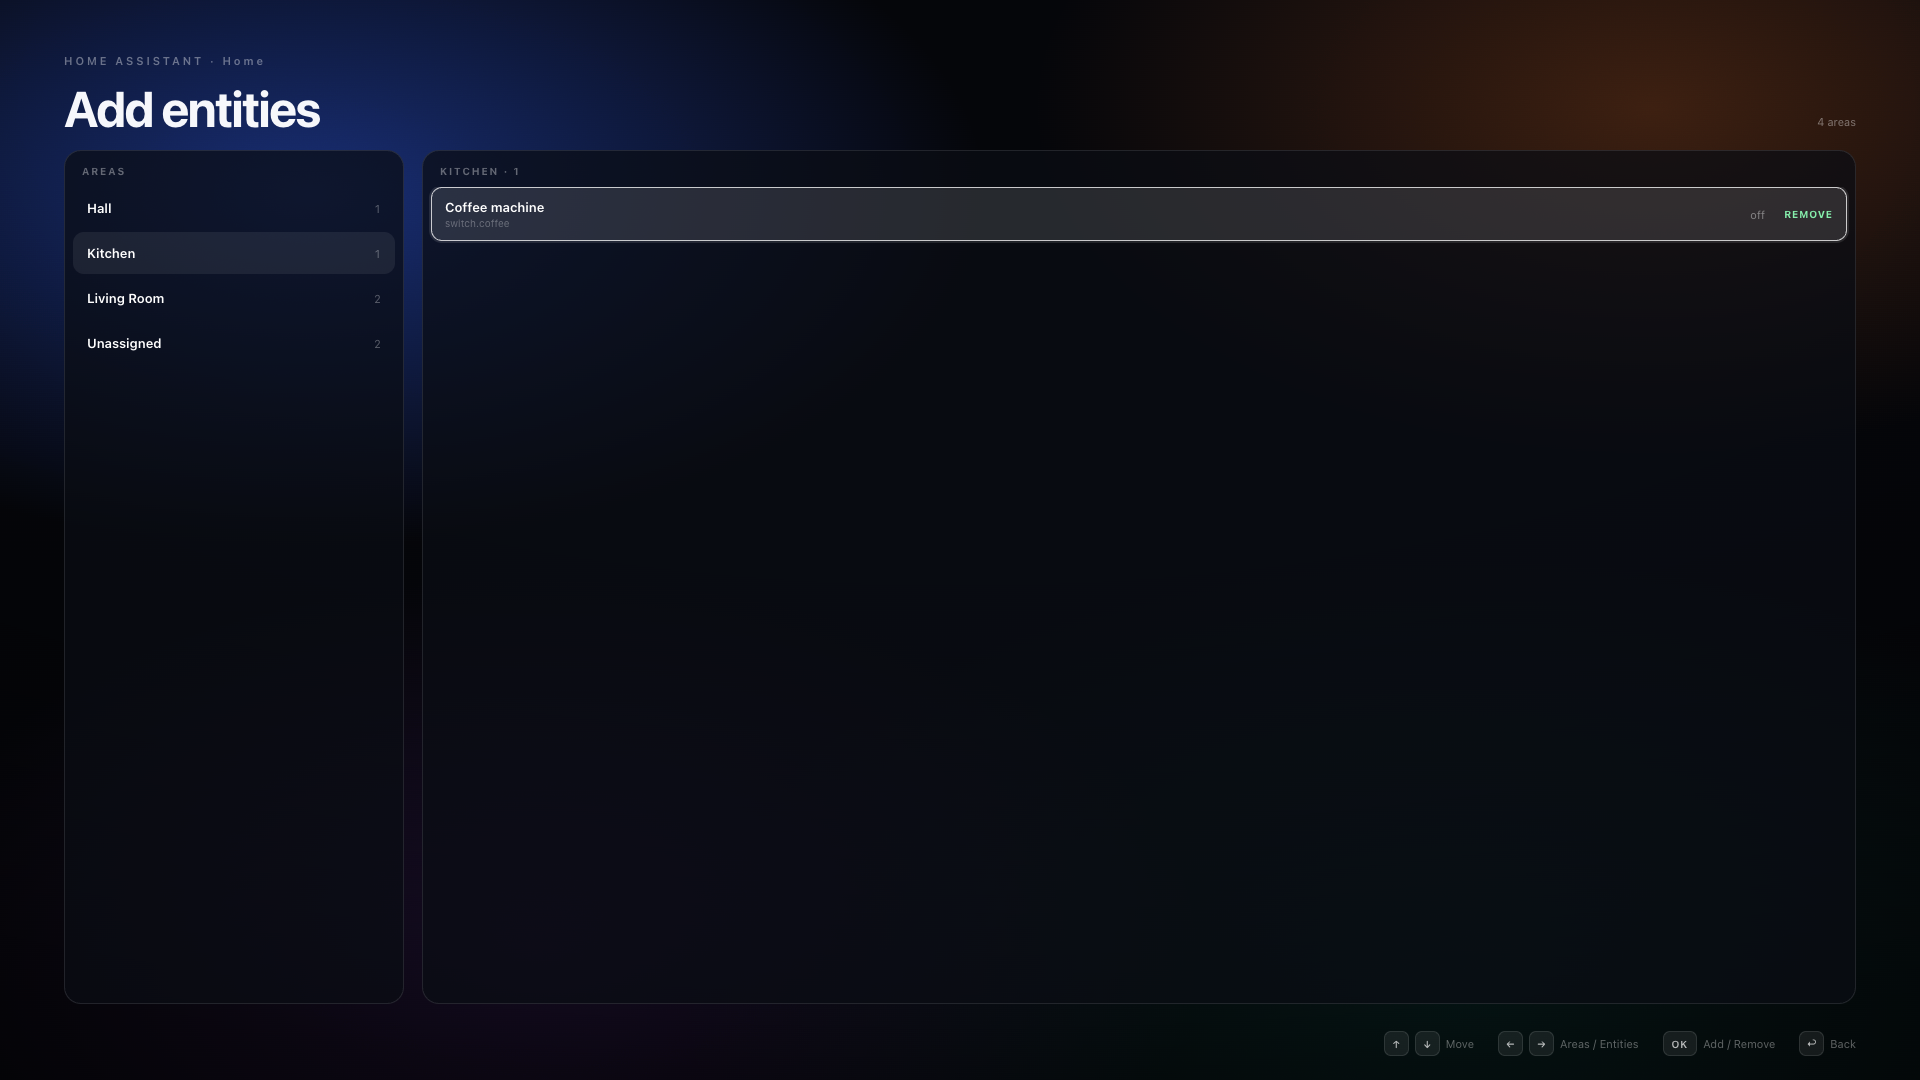 HOME ASSISTANT · Home
Add entities
4 areas
AREAS
Hall 1
Kitchen 1
Living Room 2
Unassigned 2
KITCHEN · 1
Coffee machine
switch.coffee
off REMOVE
↑ ↓ Move ← → Areas / Entities OK Add / Remove ↩ Back